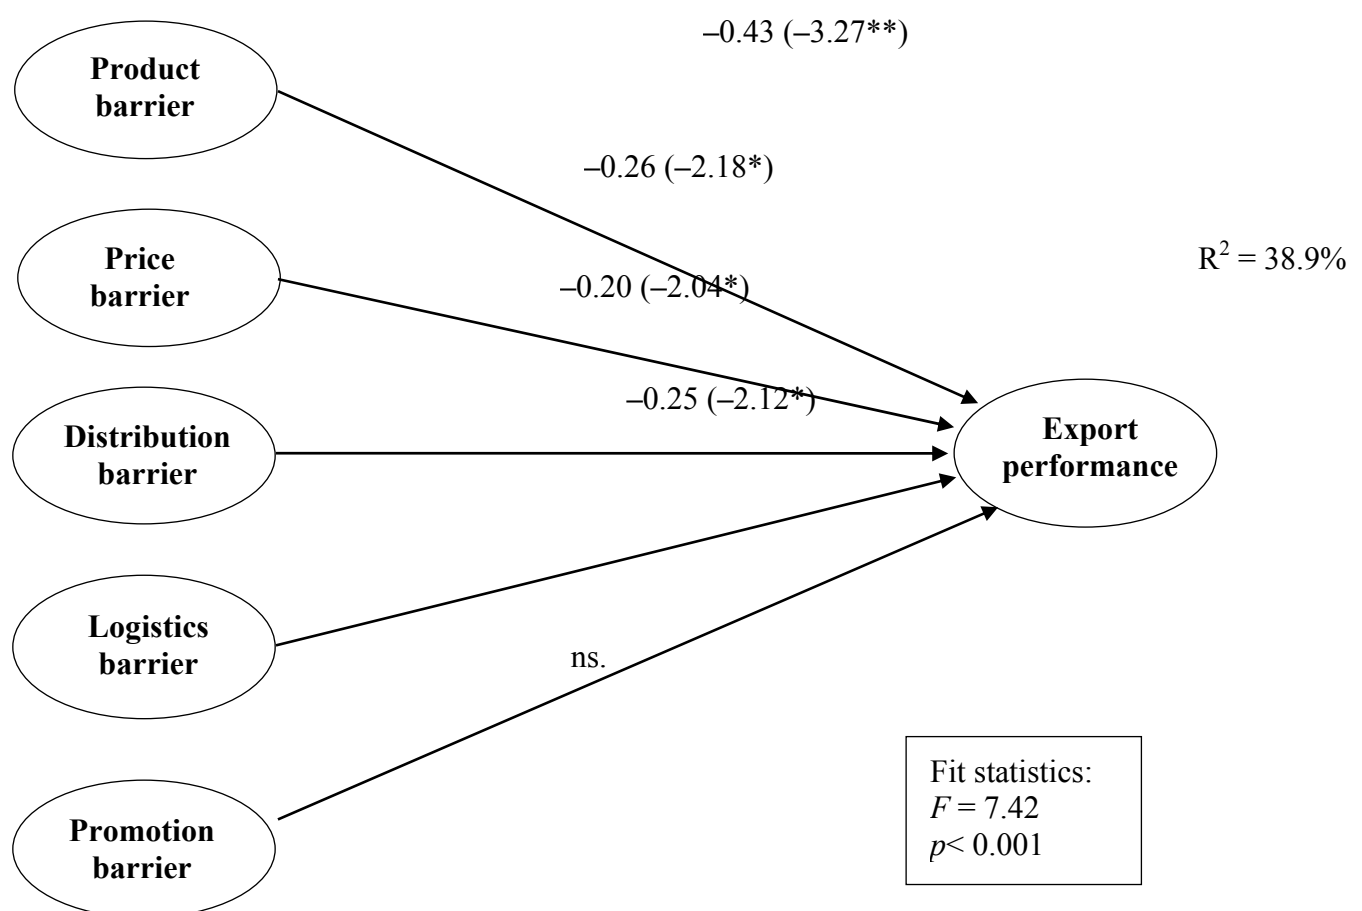 –0.43 (–3.27**)
Product
barrier
–0.26 (–2.18*)
Price
barrier
R² = 38.9%
–0.20 (–2.04*)
–0.25 (–2.12*)
Distribution
barrier
Export
performance
Logistics
barrier
ns.
Fit statistics:
F = 7.42
p< 0.001
Promotion
barrier